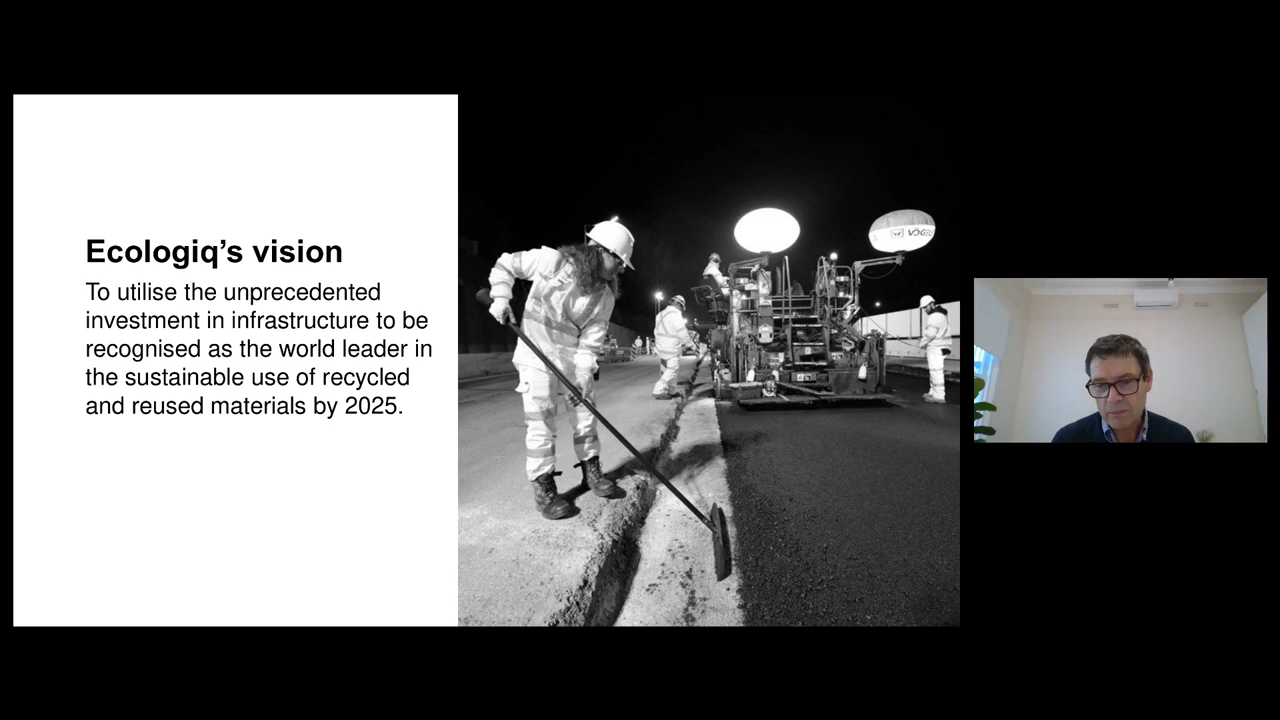 Ecologiq’s vision
To utilise the unprecedented
investment in infrastructure to be
recognised as the world leader in
the sustainable use of recycled
and reused materials by 2025.